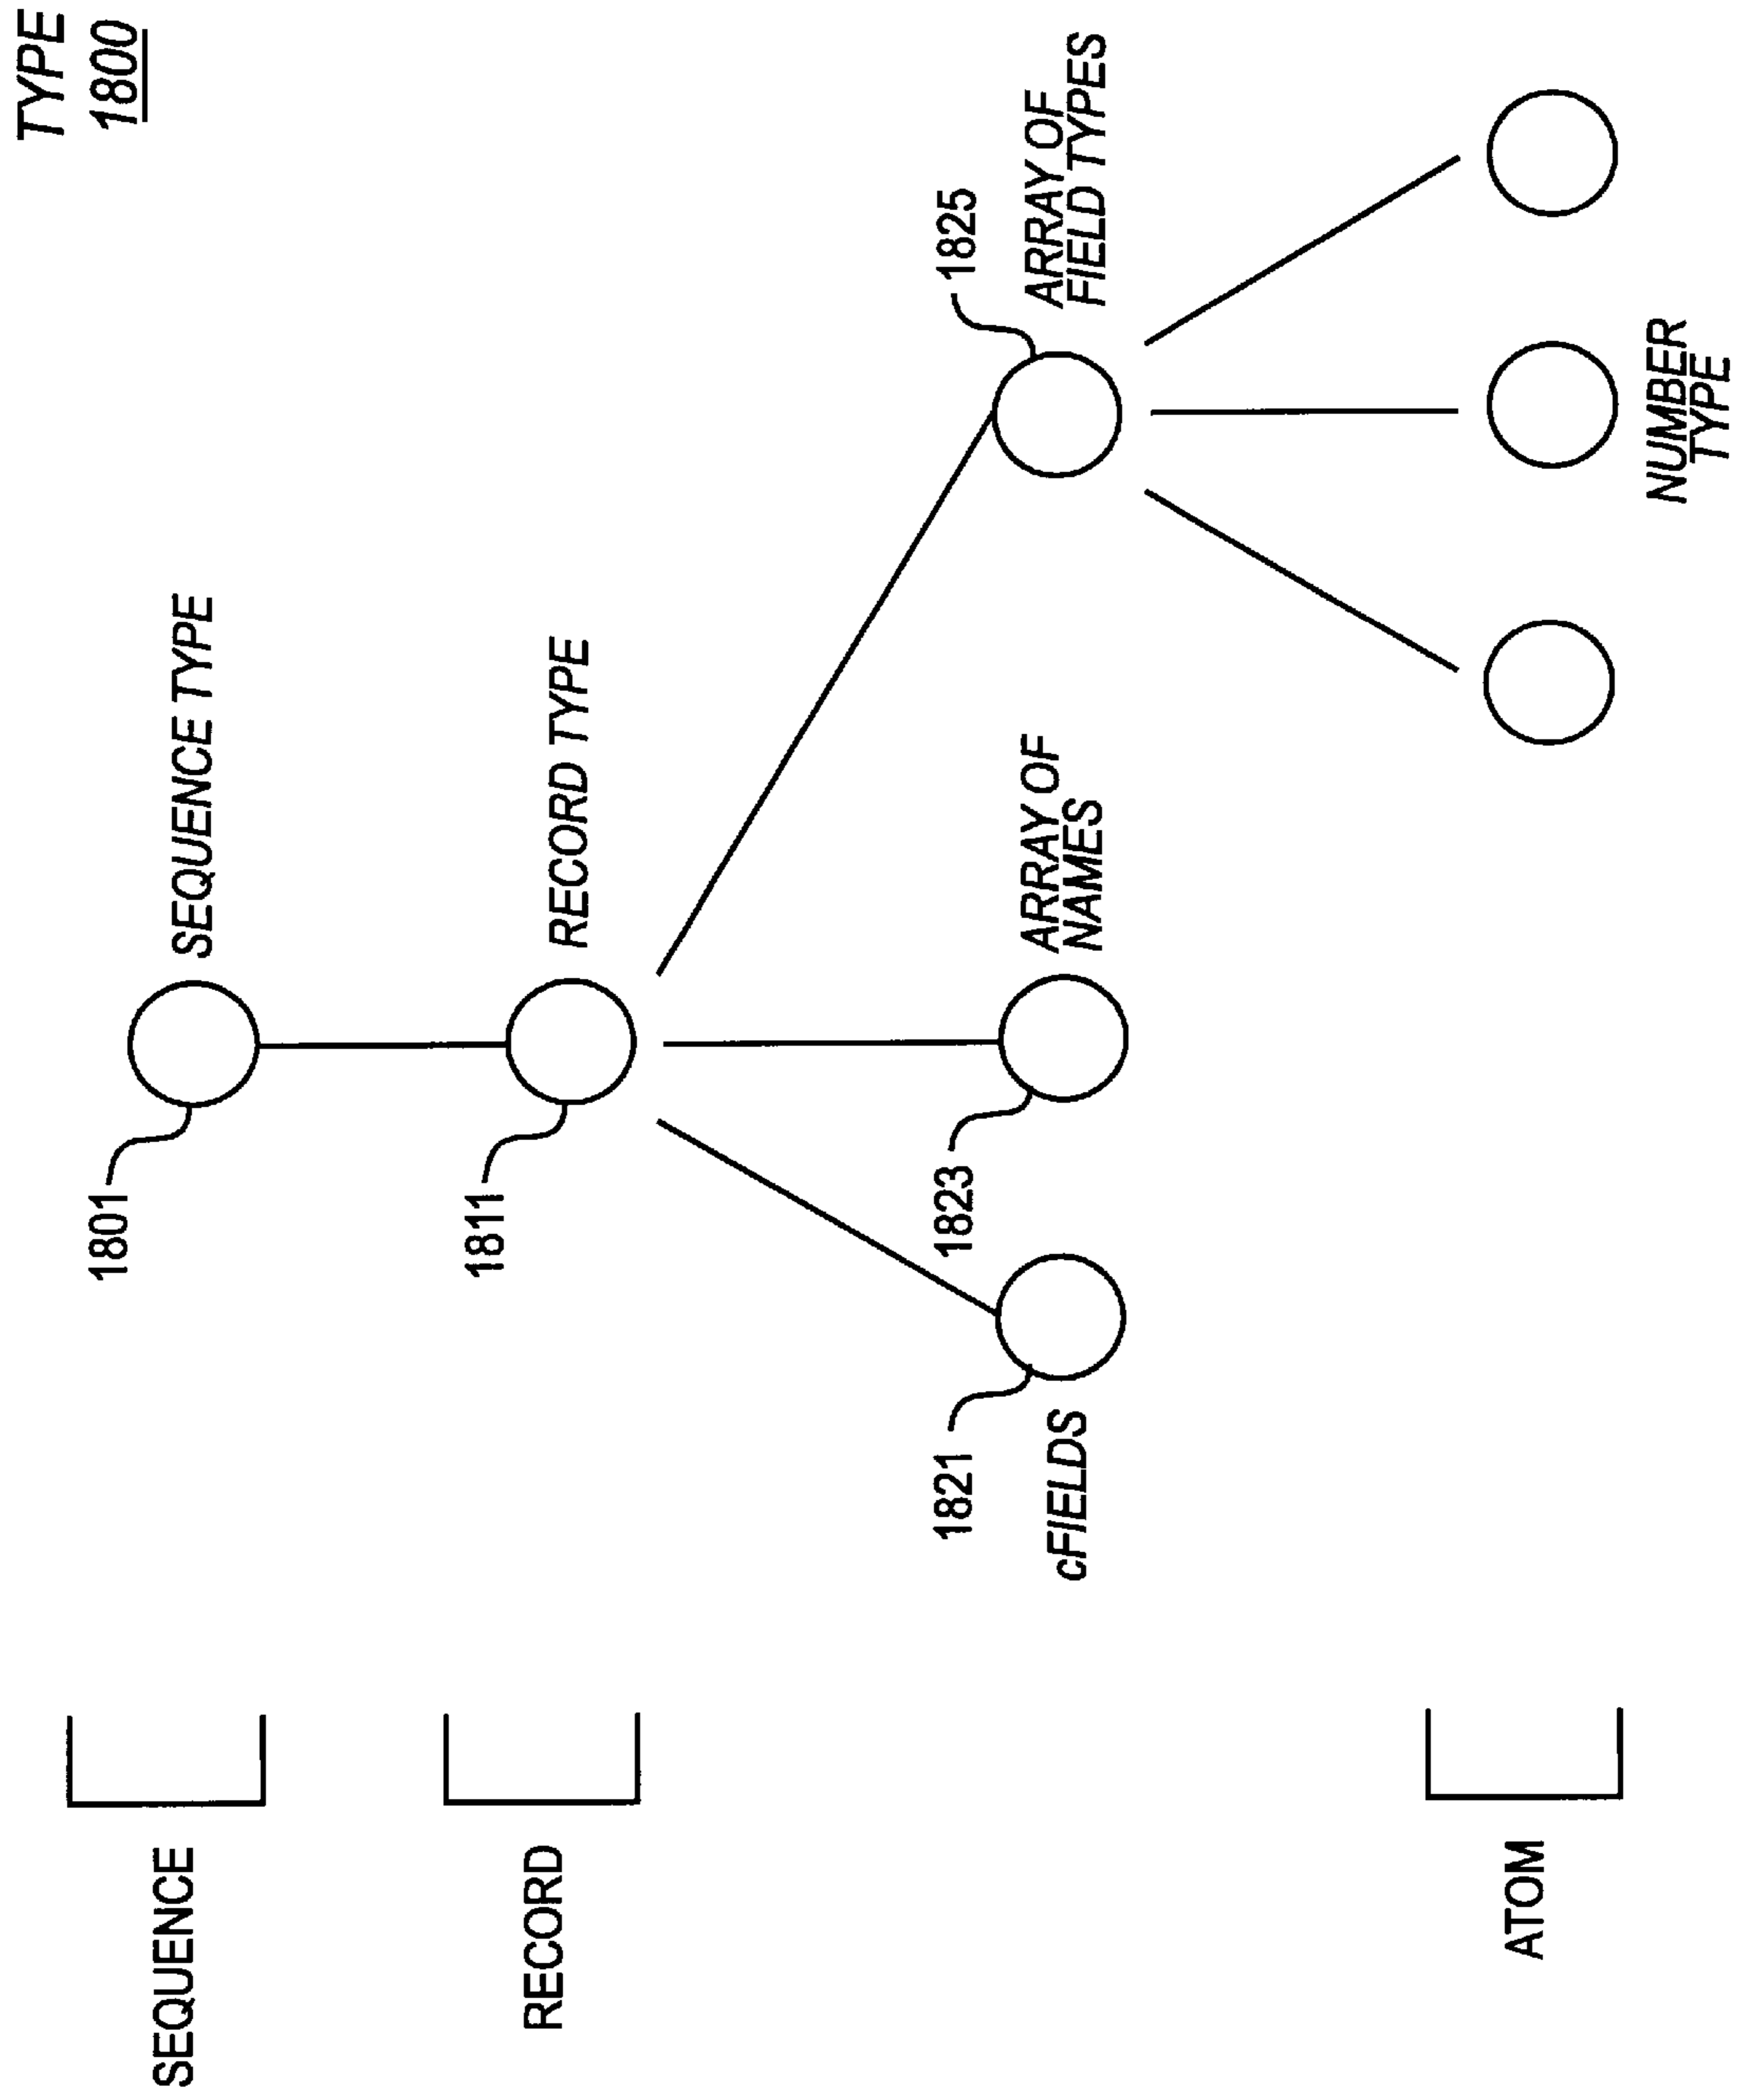 TYPE
1800
SEQUENCE
1801
SEQUENCE TYPE
RECORD
1811
RECORD TYPE
1821
cFIELDS
1823
ARRAY OF
NAMES
1825
ARRAY OF
FIELD TYPES
ATOM
NUMBER
TYPE